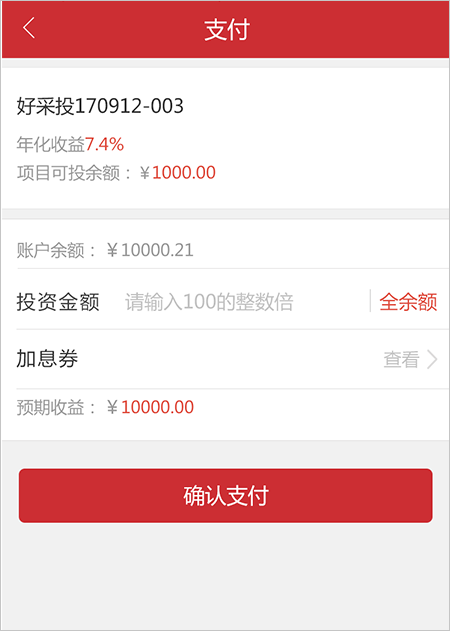 支付
好采投170912-003
年化收益7.4%
项目可投余额：￥1000.00
账户余额：￥10000.21
投资金额 请输入100的整数倍 全余额
加息券 查看
预期收益：￥10000.00
确认支付